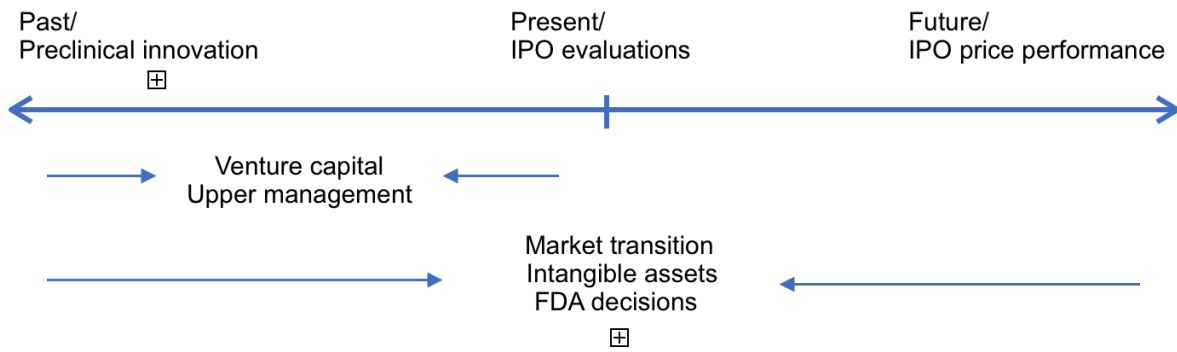 Past/
Preclinical innovation
Present/
IPO evaluations
Future/
IPO price performance
Venture capital
Upper management
Market transition
Intangible assets
FDA decisions